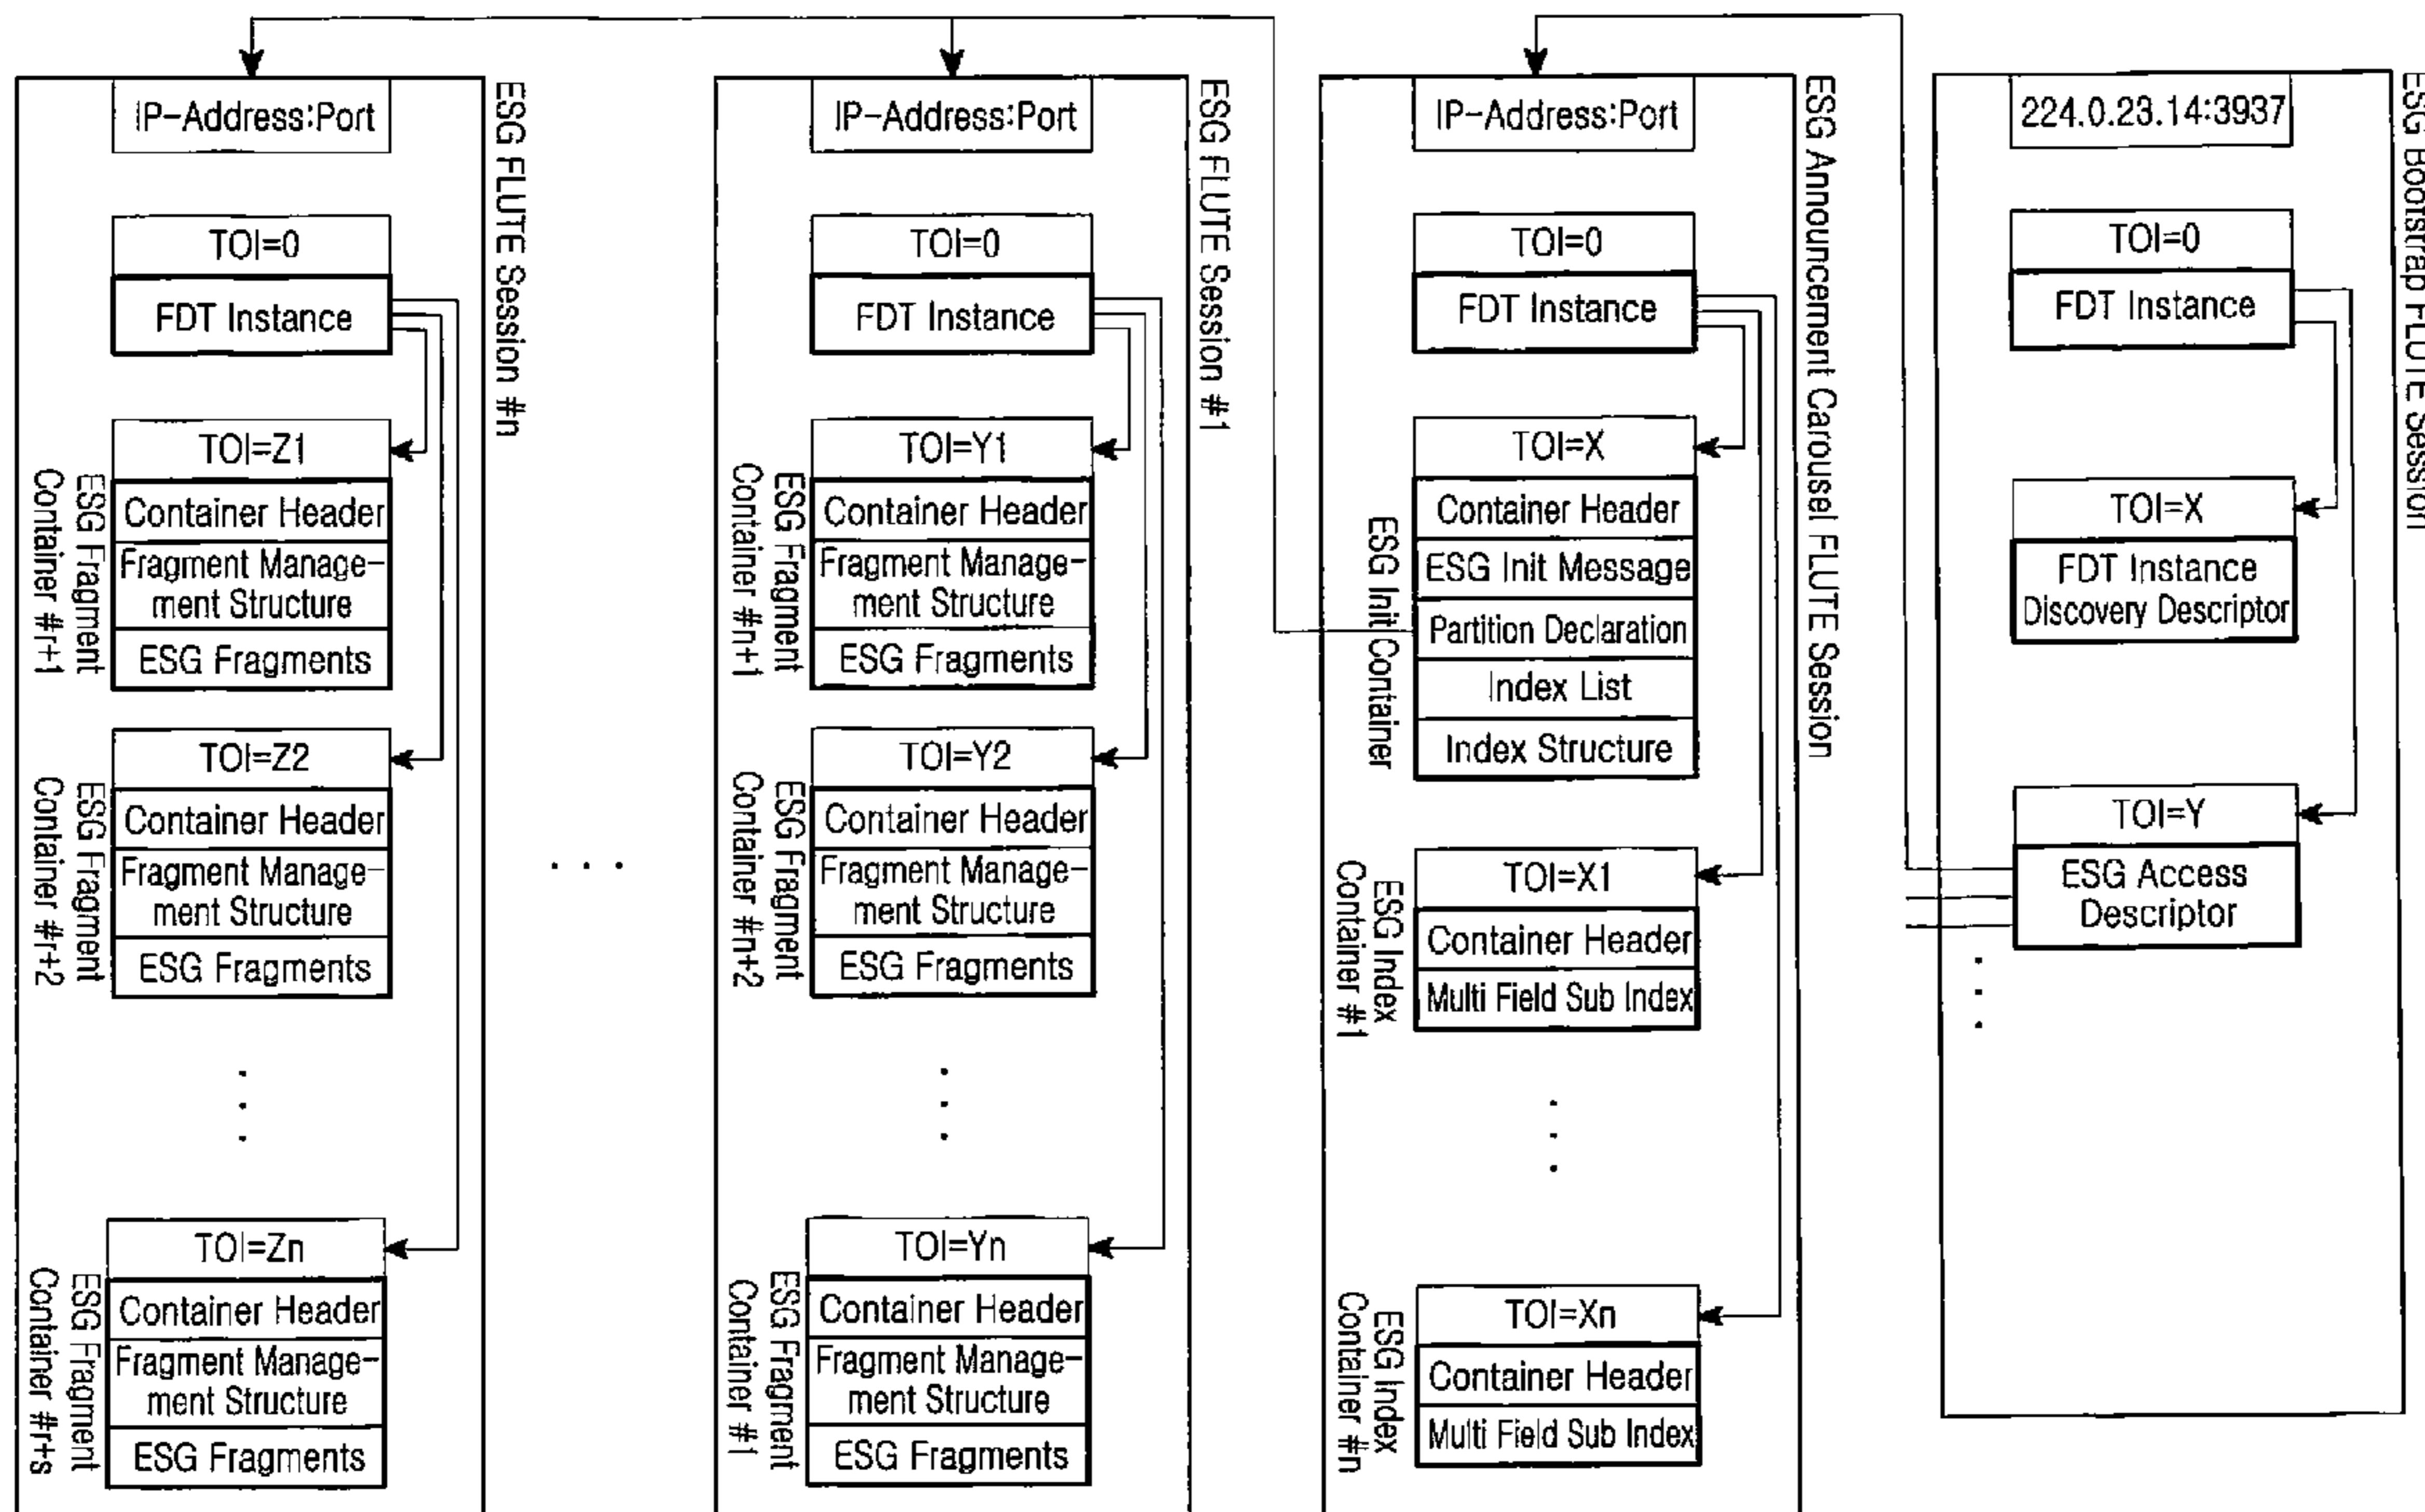 ESG FLUTE Session #n
IP-Address:Port
TOI=0
FDT Instance
TOI=Z1
Container Header
Fragment Manage-
ment Structure
ESG Fragments
ESG Fragment
Container #r+1
TOI=Z2
Container Header
Fragment Manage-
ment Structure
ESG Fragments
ESG Fragment
Container #r+2
TOI=Zn
Container Header
Fragment Manage-
ment Structure
ESG Fragments
ESG Fragment
Container #r+s
ESG FLUTE Session #1
IP-Address:Port
TOI=0
FDT Instance
TOI=Y1
Container Header
Fragment Manage-
ment Structure
ESG Fragments
ESG Fragment
Container #n+1
TOI=Y2
Container Header
Fragment Manage-
ment Structure
ESG Fragments
ESG Fragment
Container #n+2
TOI=Yn
Container Header
Fragment Manage-
ment Structure
ESG Fragments
ESG Fragment
Container #1
ESG Announcement Carousel FLUTE Session
IP-Address:Port
TOI=0
FDT Instance
TOI=X
Container Header
ESG Init Message
Partition Declaration
Index List
Index Structure
ESG Init Container
TOI=X1
Container Header
Multi Field Sub Index
ESG Index
Container #1
TOI=Xn
Container Header
Multi Field Sub Index
ESG Index
Container #n
ESG Bootstrap FLUTE Session
224.0.23.14:3937
TOI=0
FDT Instance
TOI=X
FDT Instance
Discovery Descriptor
TOI=Y
ESG Access
Descriptor